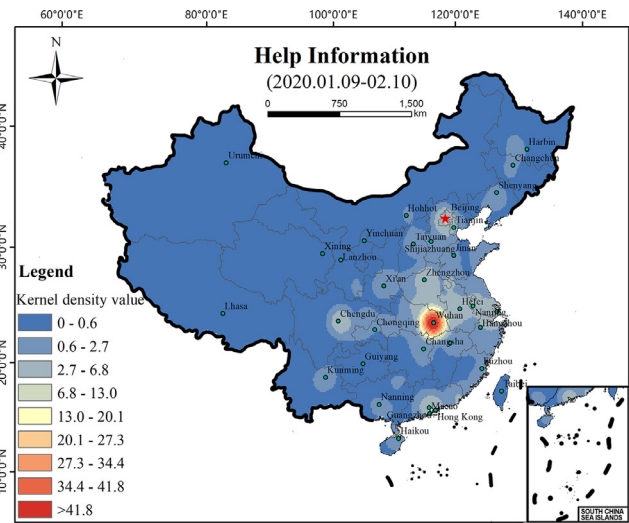 60°0'0"E 80°0'0"E 100°0'0"E 120°0'0"E 140°0'0"E
N
Help Information
(2020.01.09-02.10)
0 750 1,500
km
40°0'0"N
30°0'0"N
20°0'0"N
10°0'0"N
Harbin
Changchun
Urumchi
Shenyang
Hohhot
Beijing
Tianjin
Yinchuan
Taiyuan
Shijiazhuang
Jinan
Xining
Lanzhou
Zhengzhou
Xi'an
Lhasa
Hefei
Nanjing
Chengdu
Wuhan
Hangzhou
Chongqing
Changsha
Guiyang
Fuzhou
Kunming
Taibei
Nanning
Macao
Guangzhou
Hong Kong
Haikou
Legend
Kernel density value
0 - 0.6
0.6 - 2.7
2.7 - 6.8
6.8 - 13.0
13.0 - 20.1
20.1 - 27.3
27.3 - 34.4
34.4 - 41.8
>41.8
SOUTH CHINA
SEA ISLANDS